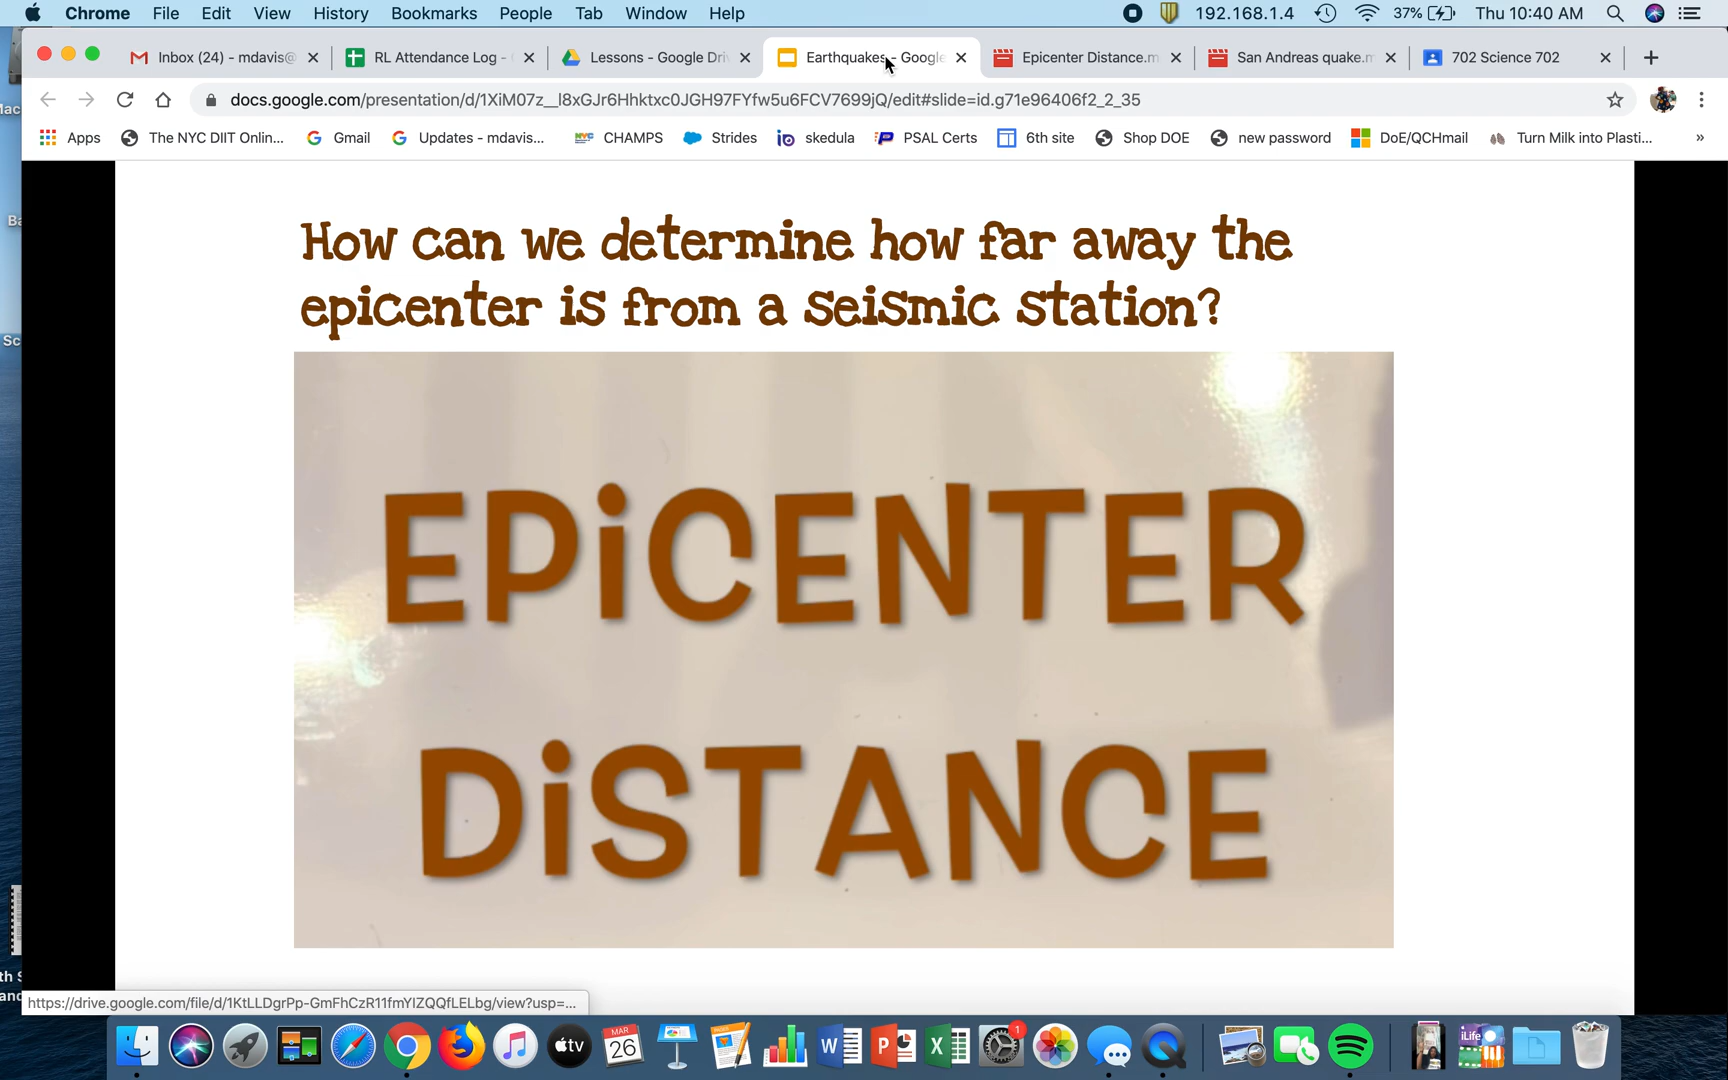 Chrome File Edit View History Bookmarks People Tab Window Help 192.168.1.4 37% Thu 10:40 AM
Inbox (24) - mdavis@ RL Attendance Log - Lessons - Google Dri Earthquakes - Google Epicenter Distance.m San Andreas quake.m 702 Science 702
docs.google.com/presentation/d/1XiM07z__l8xGJr6Hhktxc0JGH97FYfw5u6FCV7699jQ/edit#slide=id.g71e96406f2_2_35
Apps The NYC DIIT Onlin... Gmail Updates - mdavis... CHAMPS Strides skedula PSAL Certs 6th site Shop DOE new password DoE/QCHmail Turn Milk into Plasti... »
How can we determine how far away the
epicenter is from a seismic station?
EPiCENTER
DiSTANCE
https://drive.google.com/file/d/1KtLLDgrPp-GmFhCzR11fmYIZQQfLELbg/view?usp=...
MAR
26
tv
W P X
1
iLife